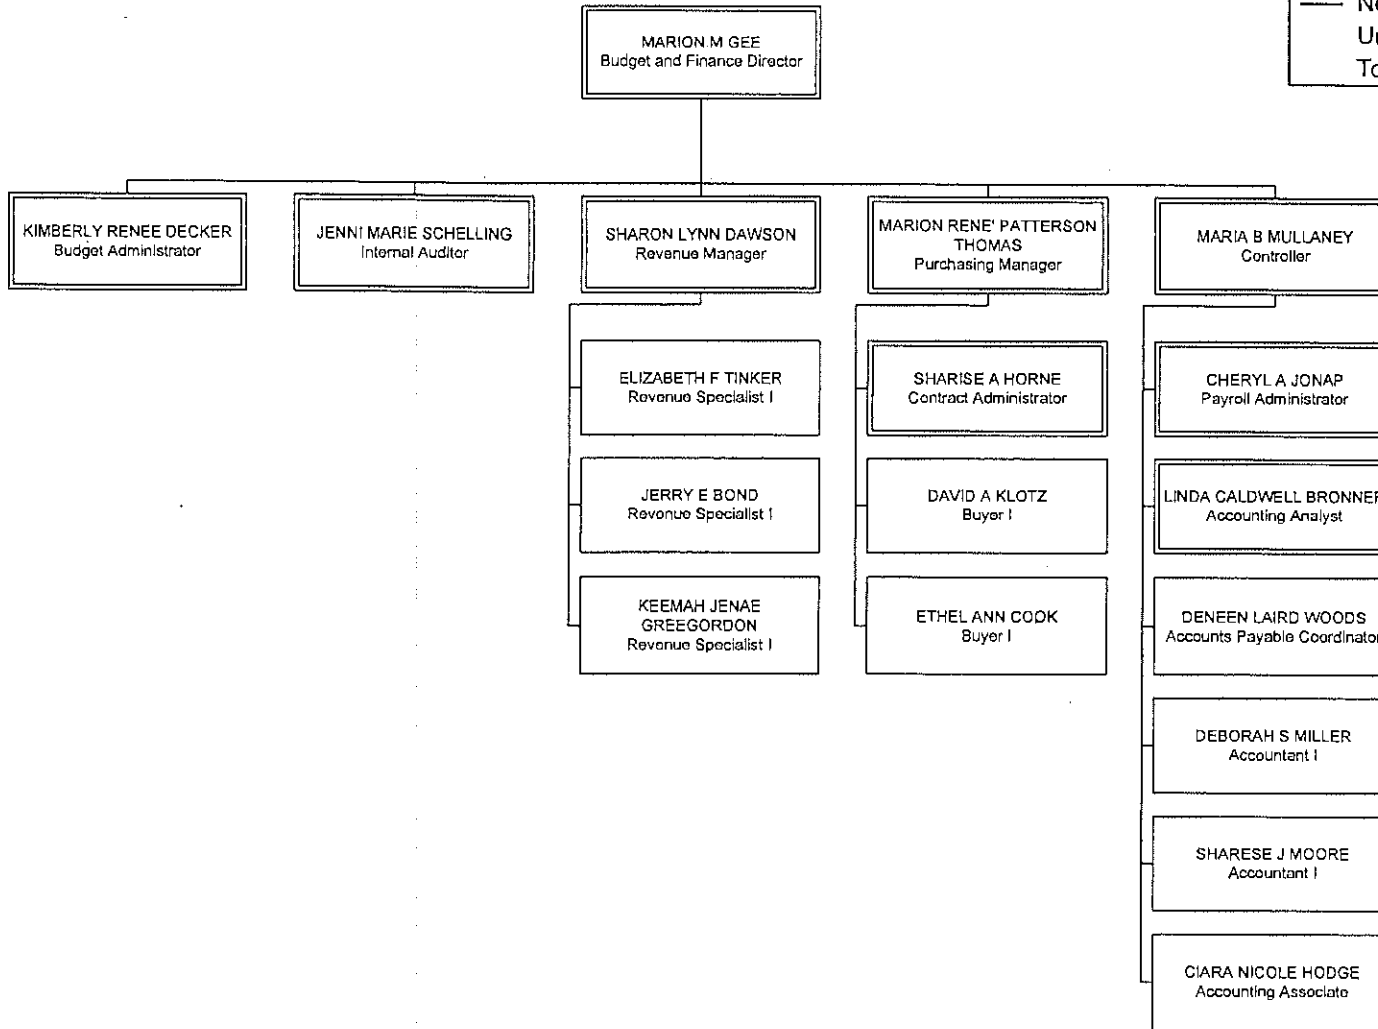 MARION M GEE
Budget and Finance Director
KIMBERLY RENEE DECKER
Budget Administrator
JENNI MARIE SCHELLING
Internal Auditor
SHARON LYNN DAWSON
Revenue Manager
MARION RENE' PATTERSON
THOMAS
Purchasing Manager
MARIA B MULLANEY
Controller
ELIZABETH F TINKER
Revenue Specialist I
JERRY E BOND
Revenue Specialist I
KEEMAH JENAE
GREEGORDON
Revenue Specialist I
SHARISE A HORNE
Contract Administrator
DAVID A KLOTZ
Buyer I
ETHEL ANN COOK
Buyer I
CHERYL A JONAP
Payroll Administrator
LINDA CALDWELL BRONNER
Accounting Analyst
DENEEN LAIRD WOODS
Accounts Payable Coordinator
DEBORAH S MILLER
Accountant I
SHARESE J MOORE
Accountant I
CIARA NICOLE HODGE
Accounting Associate